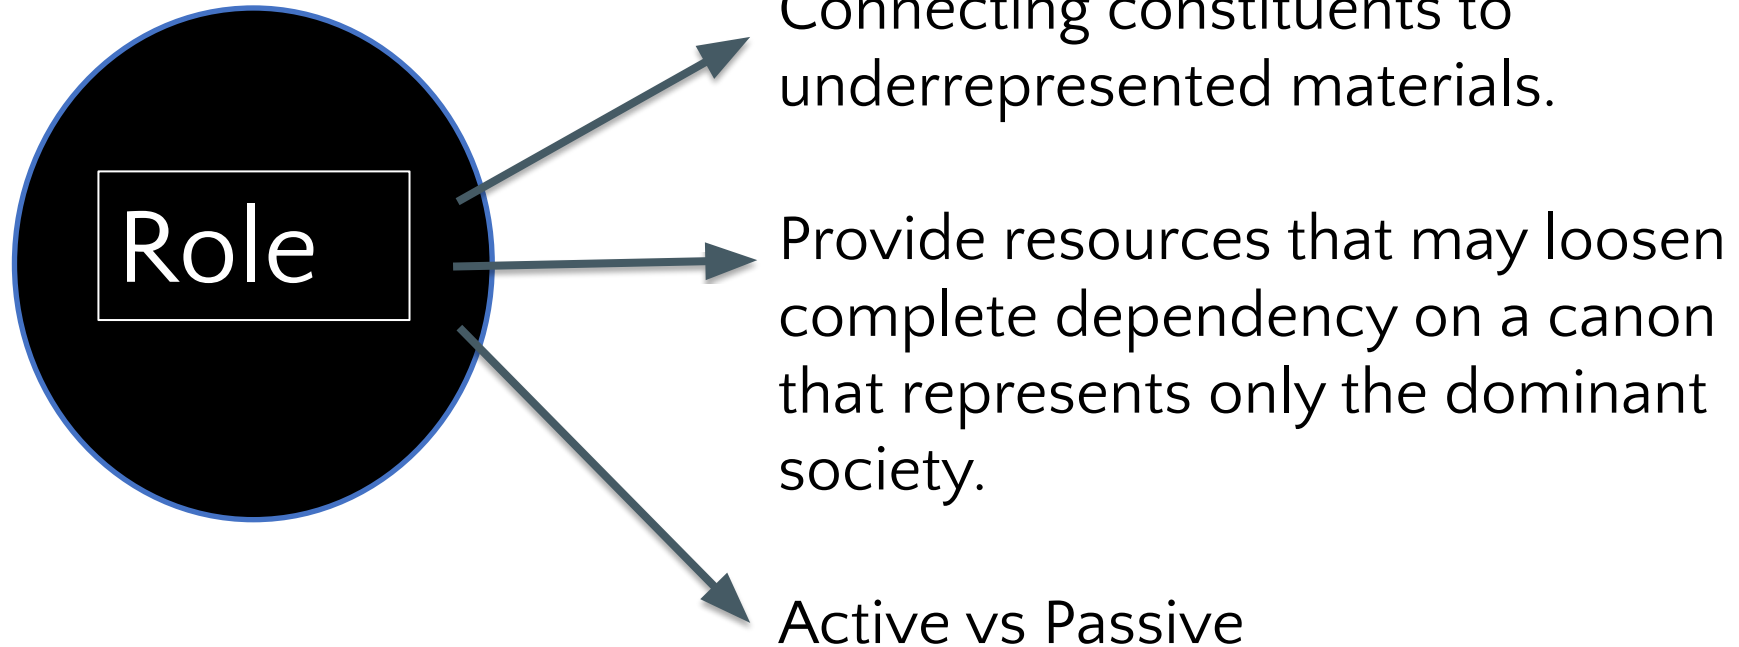 Role
Connecting constituents to
underrepresented materials.
Provide resources that may loosen
complete dependency on a canon
that represents only the dominant
society.
Active vs Passive